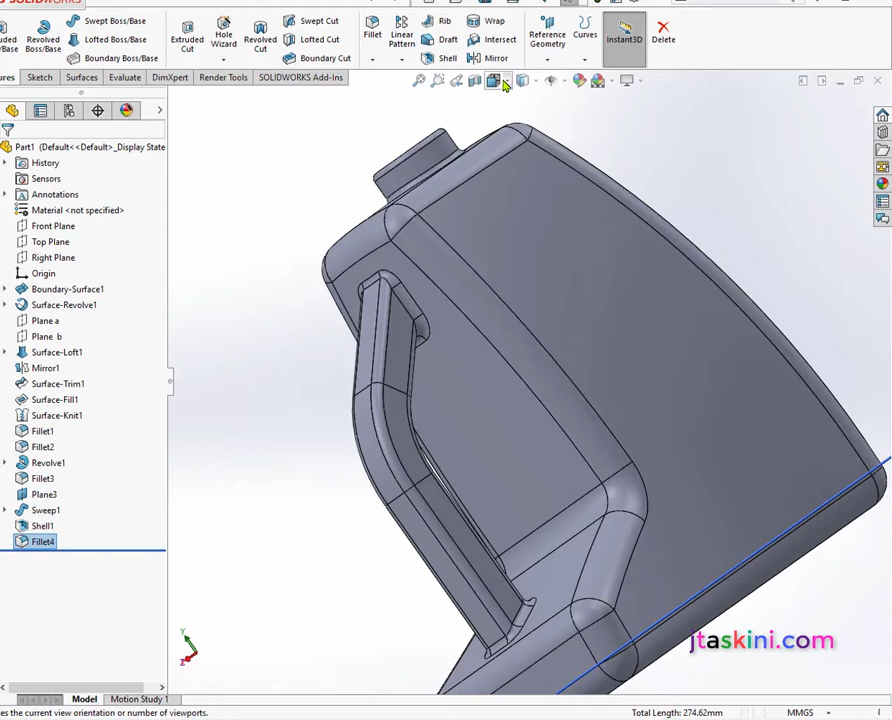 SOLIDWORKS
Swept Boss/Base
Lofted Boss/Base
Boundary Boss/Base
Revolved
Boss/Base
Extruded
Cut
Hole
Wizard
Revolved
Cut
Swept Cut
Lofted Cut
Boundary Cut
Fillet
Linear
Pattern
Rib
Draft
Shell
Wrap
Intersect
Mirror
Reference
Geometry
Curves
Instant3D
Delete
ures
Sketch
Surfaces
Evaluate
DimXpert
Render Tools
SOLIDWORKS Add-Ins
Part1 (Default<<Default>_Display State
History
Sensors
Annotations
Material <not specified>
Front Plane
Top Plane
Right Plane
Origin
Boundary-Surface1
Surface-Revolve1
Plane a
Plane b
Surface-Loft1
Mirror1
Surface-Trim1
Surface-Fill1
Surface-Knit1
Fillet1
Fillet2
Revolve1
Fillet3
Plane3
Sweep1
Shell1
Fillet4
Y
Z
jtaskini.com
Model
Motion Study 1
es the current view orientation or number of viewports.
Total Length: 274.62mm
MMGS